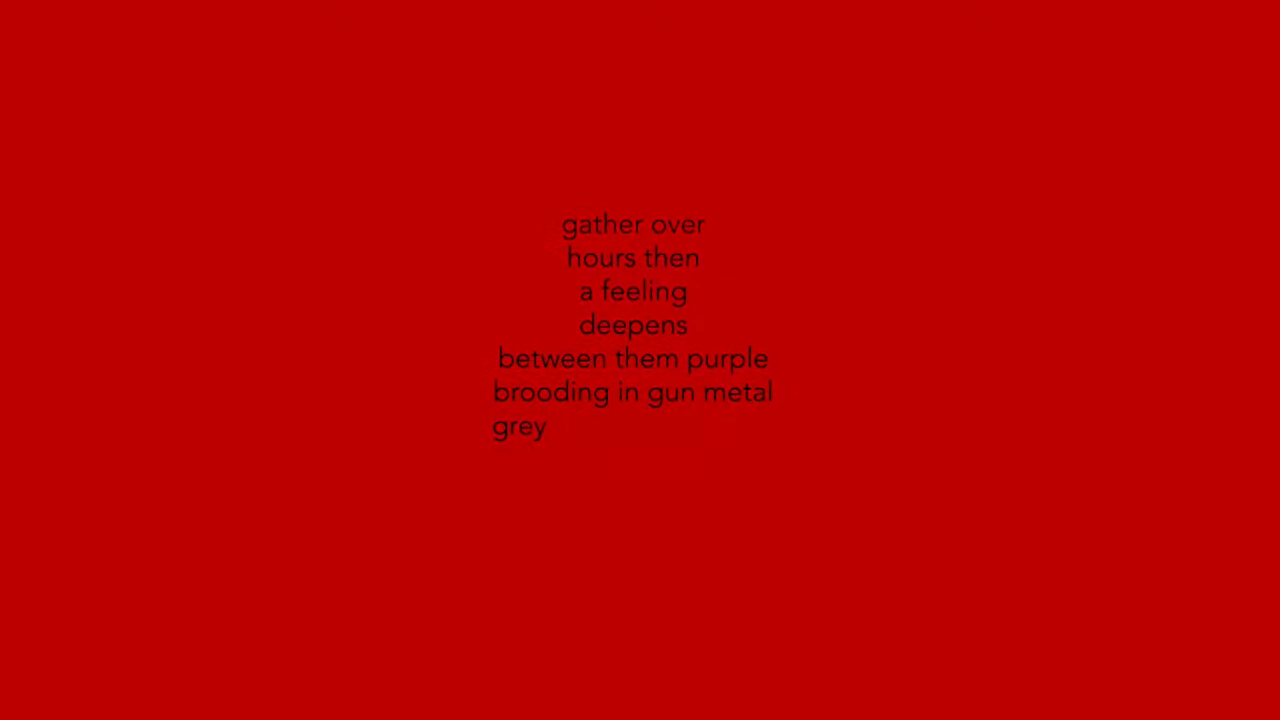 gather over
hours then
a feeling
deepens
between them purple
brooding in gun metal
grey